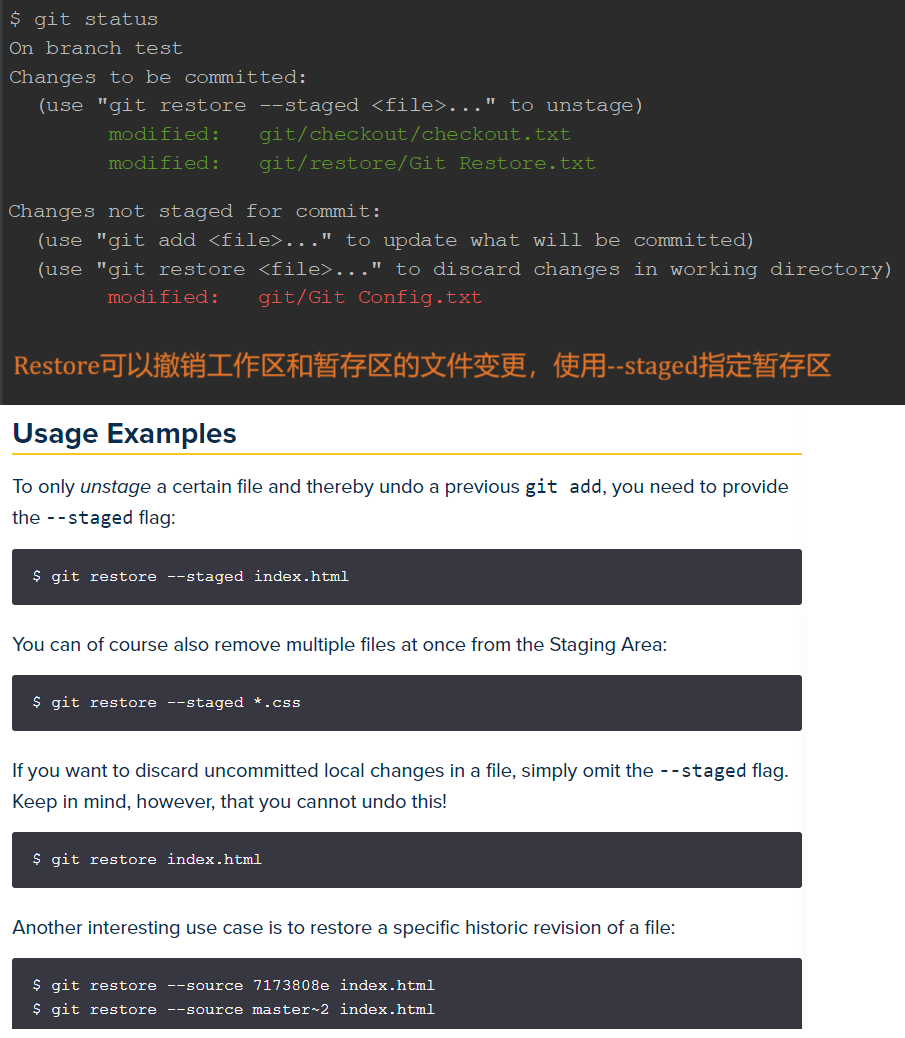 $ git status
On branch test
Changes to be committed:
  (use "git restore --staged <file>..." to unstage)
        modified:   git/checkout/checkout.txt
        modified:   git/restore/Git Restore.txt
Changes not staged for commit:
  (use "git add <file>..." to update what will be committed)
  (use "git restore <file>..." to discard changes in working directory)
        modified:   git/Git Config.txt
Restore可以撤销工作区和暂存区的文件变更，使用--staged指定暂存区
Usage Examples
To only unstage a certain file and thereby undo a previous git add, you need to provide
the --staged flag:
$ git restore --staged index.html
You can of course also remove multiple files at once from the Staging Area:
$ git restore --staged *.css
If you want to discard uncommitted local changes in a file, simply omit the --staged flag.
Keep in mind, however, that you cannot undo this!
$ git restore index.html
Another interesting use case is to restore a specific historic revision of a file:
$ git restore --source 7173808e index.html
$ git restore --source master~2 index.html